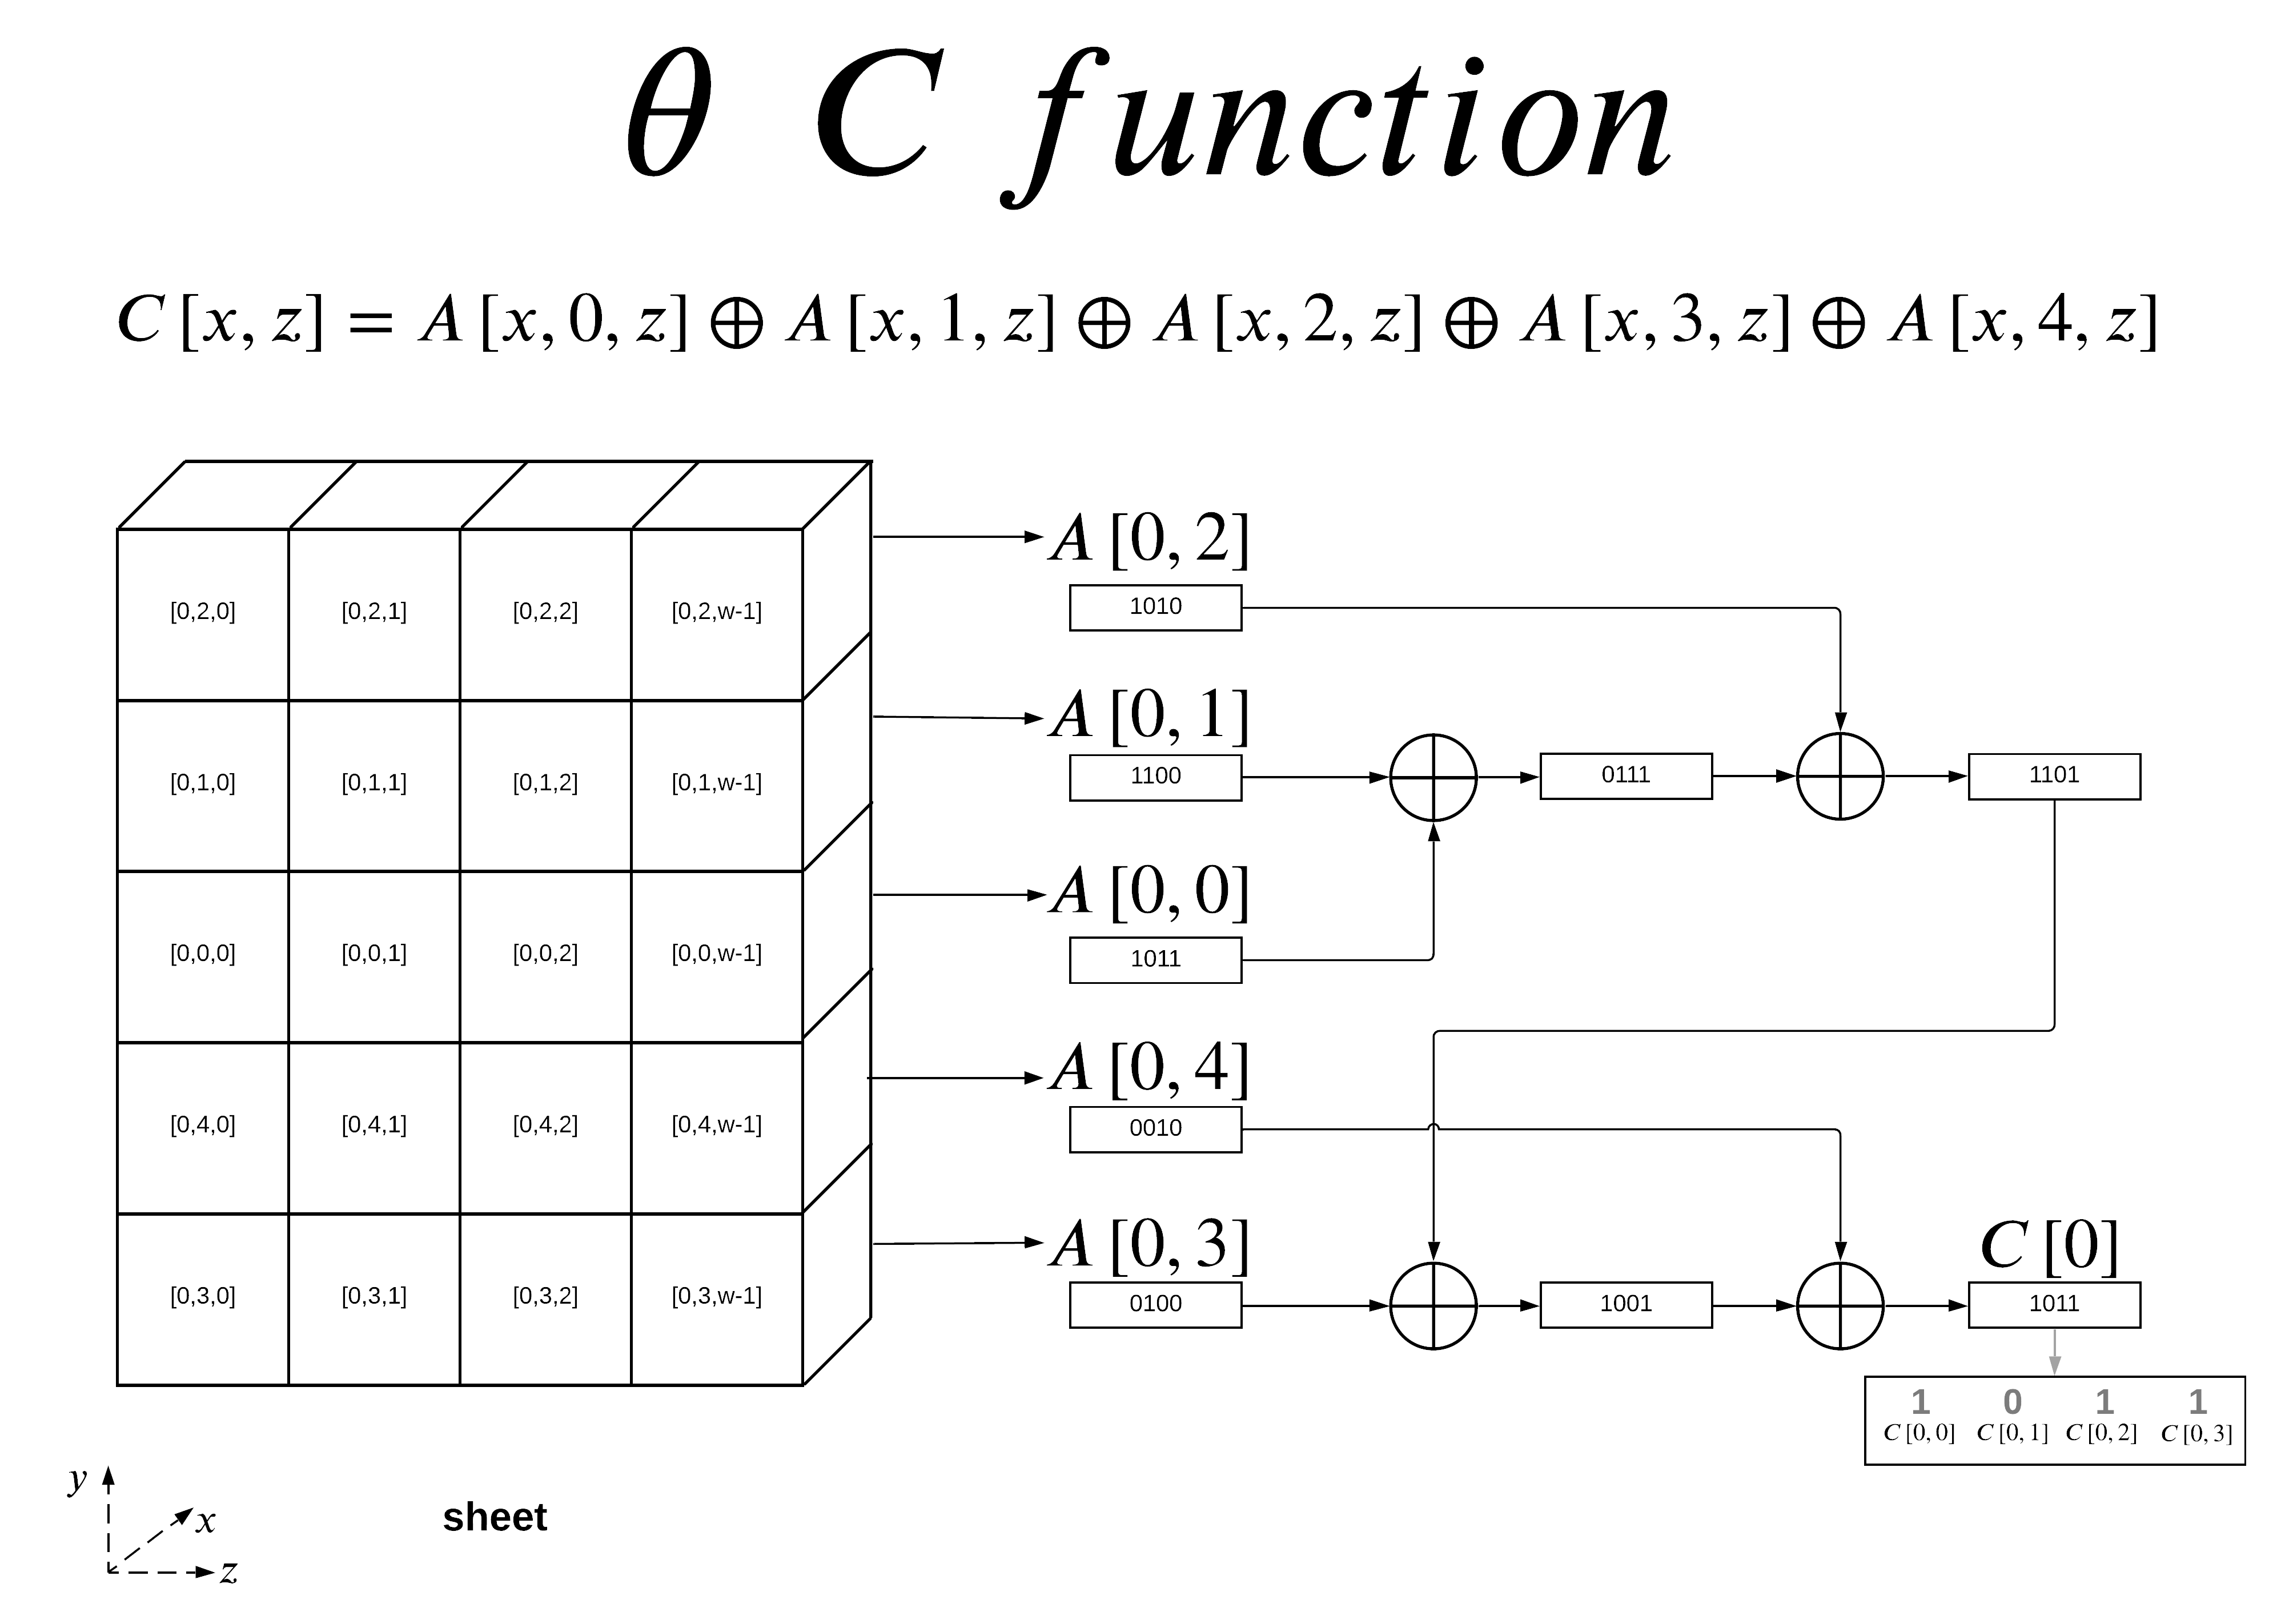 θ C function
C [x, z] = A [x, 0, z] ⊕ A [x, 1, z] ⊕ A [x, 2, z] ⊕ A [x, 3, z] ⊕ A [x, 4, z]
[0,2,0] [0,2,1] [0,2,2] [0,2,w-1]
[0,1,0] [0,1,1] [0,1,2] [0,1,w-1]
[0,0,0] [0,0,1] [0,0,2] [0,0,w-1]
[0,4,0] [0,4,1] [0,4,2] [0,4,w-1]
[0,3,0] [0,3,1] [0,3,2] [0,3,w-1]
A [0, 2]
1010
A [0, 1]
1100 0111 1101
A [0, 0]
1011
A [0, 4]
0010
A [0, 3] C [0]
0100 1001 1011
1 0 1 1
C [0, 0] C [0, 1] C [0, 2] C [0, 3]
y
x
z
sheet